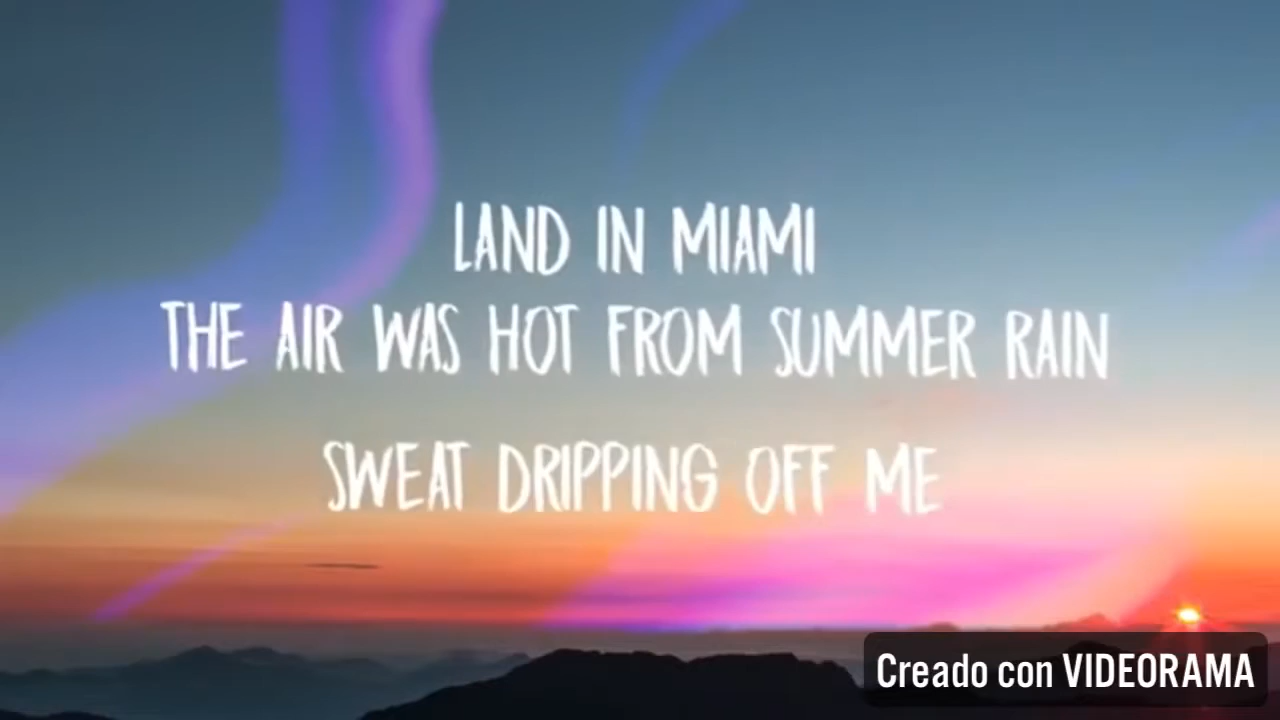 LAND IN MIAMI
THE AIR WAS HOT FROM SUMMER RAIN
SWEAT DRIPPING OFF ME
Creado con VIDEORAMA